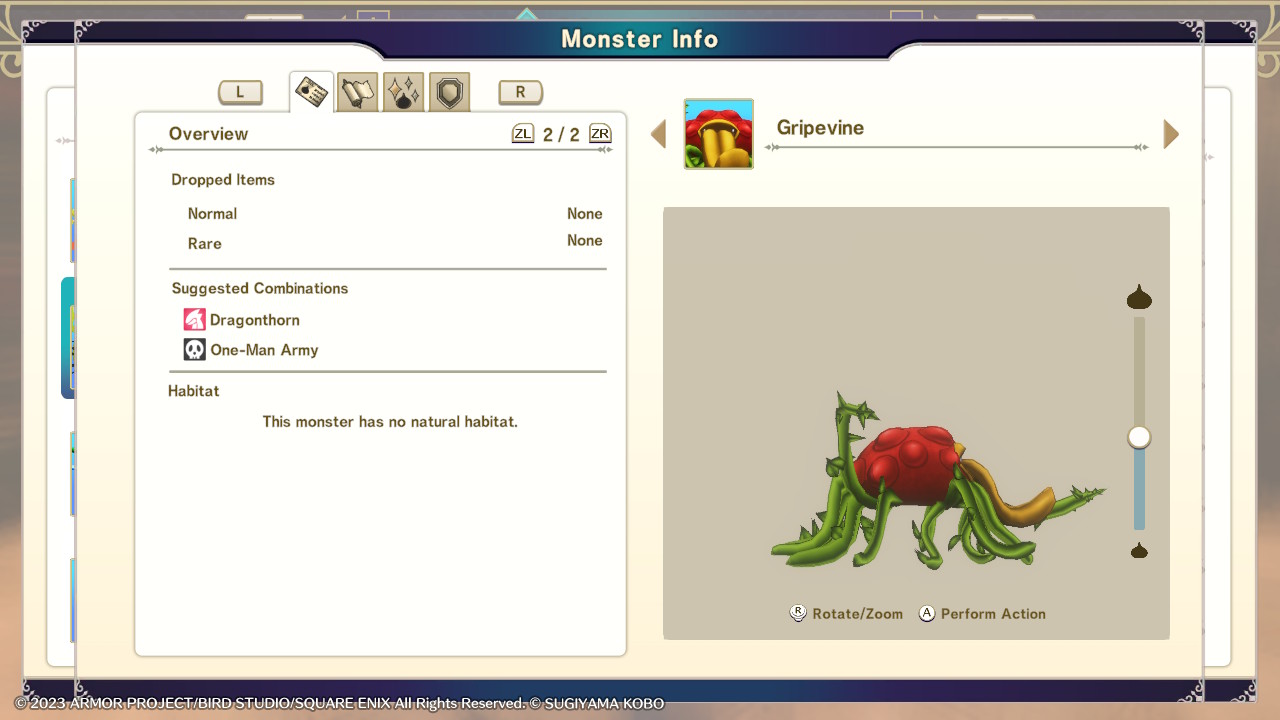 Monster Info
L
R
Overview
ZL 2 / 2 ZR
Gripevine
Dropped Items
Normal None
Rare None
Suggested Combinations
Dragonthorn
One-Man Army
Habitat
This monster has no natural habitat.
R Rotate/Zoom A Perform Action
© 2023 ARMOR PROJECT/BIRD STUDIO/SQUARE ENIX All Rights Reserved. © SUGIYAMA KOBO